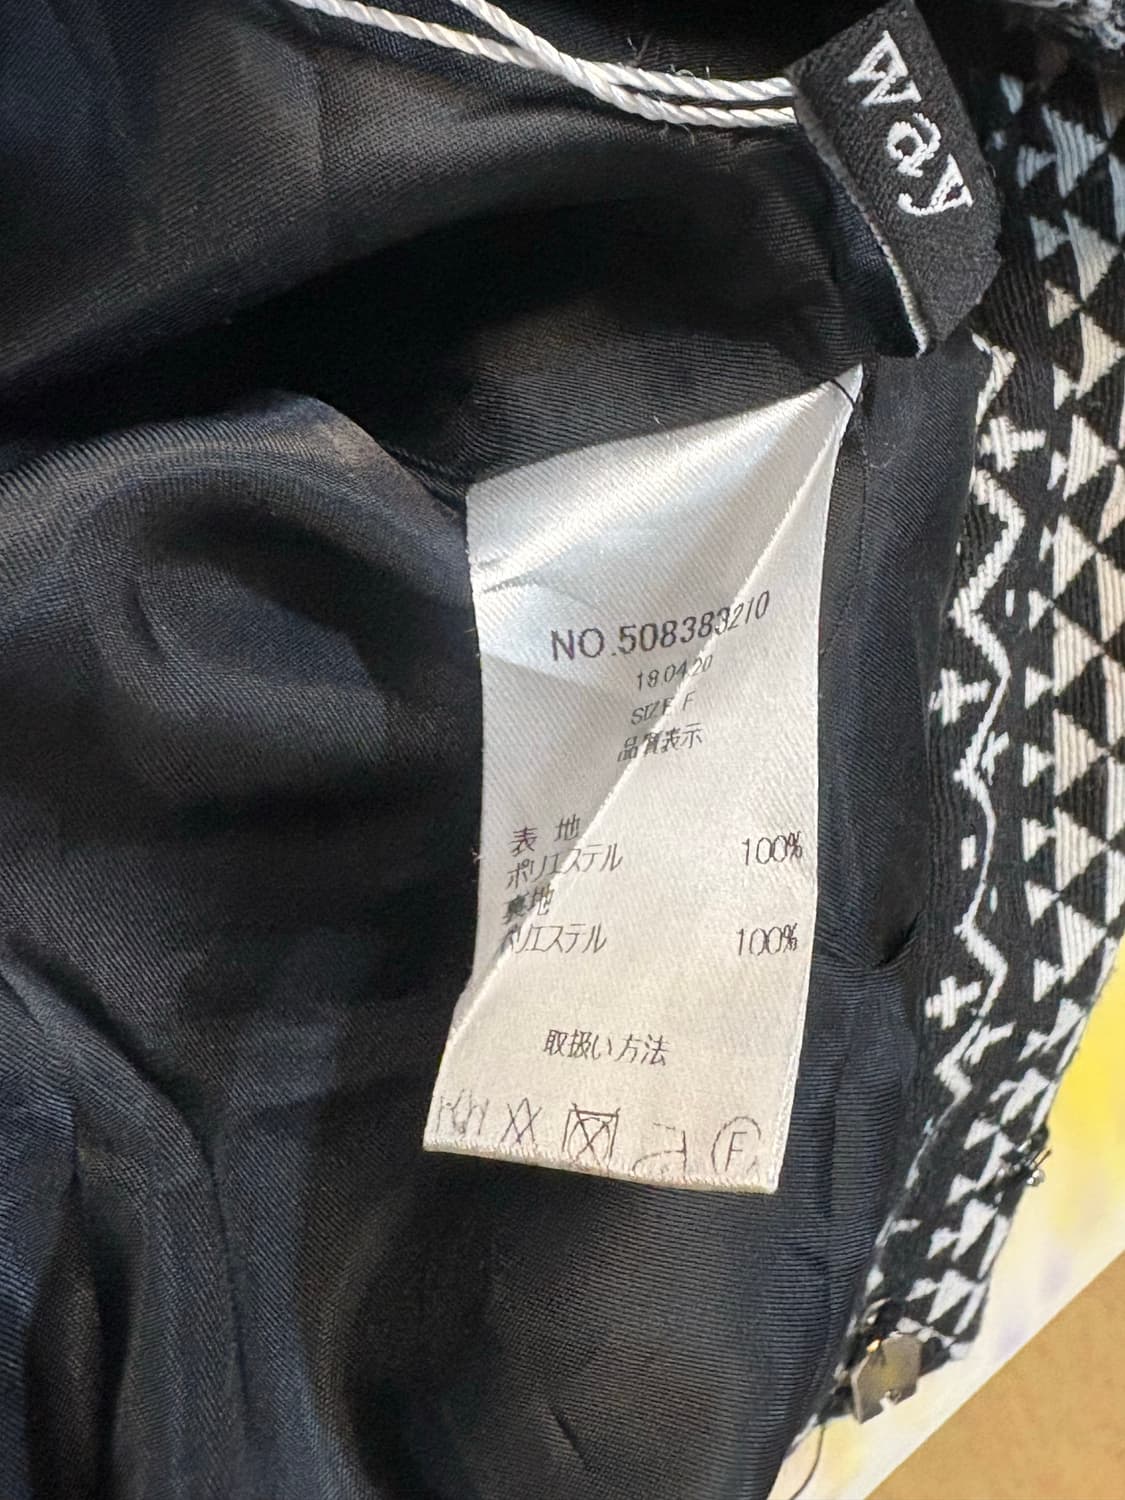 way
NO.508383210
18.04.20
SIZE F
品質表示
表 地
ポリエステル 100%
裏地
ポリエステル 100%
取扱い方法
F